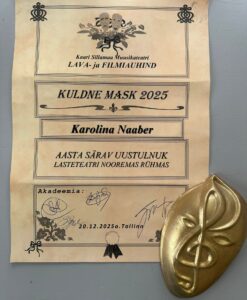 Kaari Sillamaa Muusikateatri
LAVA- ja FILMIAUHIND
KULDNE MASK 2025
Karolina Naaber
AASTA SÄRAV UUSTULNUK
LASTETEATRI NOOREMAS RÜHMAS
Akadeemia:
20.12.2025a.Tallinn